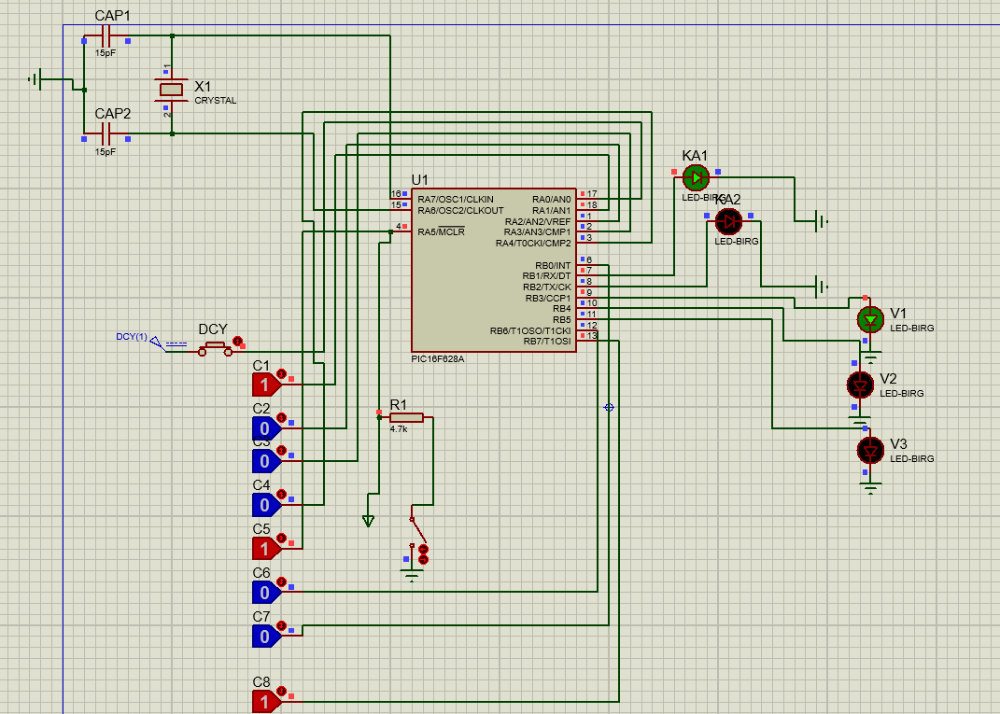 CAP1
15pF
1
X1
CRYSTAL
2
CAP2
15pF
U1
16 RA7/OSC1/CLKIN
15 RA6/OSC2/CLKOUT
4 RA5/MCLR
RA0/AN0 17
RA1/AN1 18
RA2/AN2/VREF 1
RA3/AN3/CMP1 2
RA4/T0CKI/CMP2 3
RB0/INT 6
RB1/RX/DT 7
RB2/TX/CK 8
RB3/CCP1 9
RB4 10
RB5 11
RB6/T1OSO/T1CKI 12
RB7/T1OSI 13
PIC16F628A
KA1
LED-BIRG
KA2
LED-BIRG
V1
LED-BIRG
V2
LED-BIRG
V3
LED-BIRG
DCY(1)
DCY
C1
1
C2
0
C3
0
C4
0
C5
1
C6
0
C7
0
C8
1
R1
4.7k